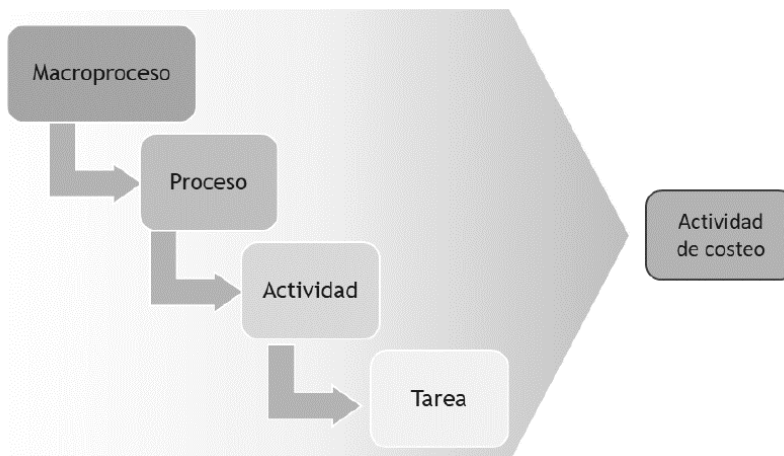 Macroproceso
Proceso
Actividad
Tarea
Actividad
de costeo